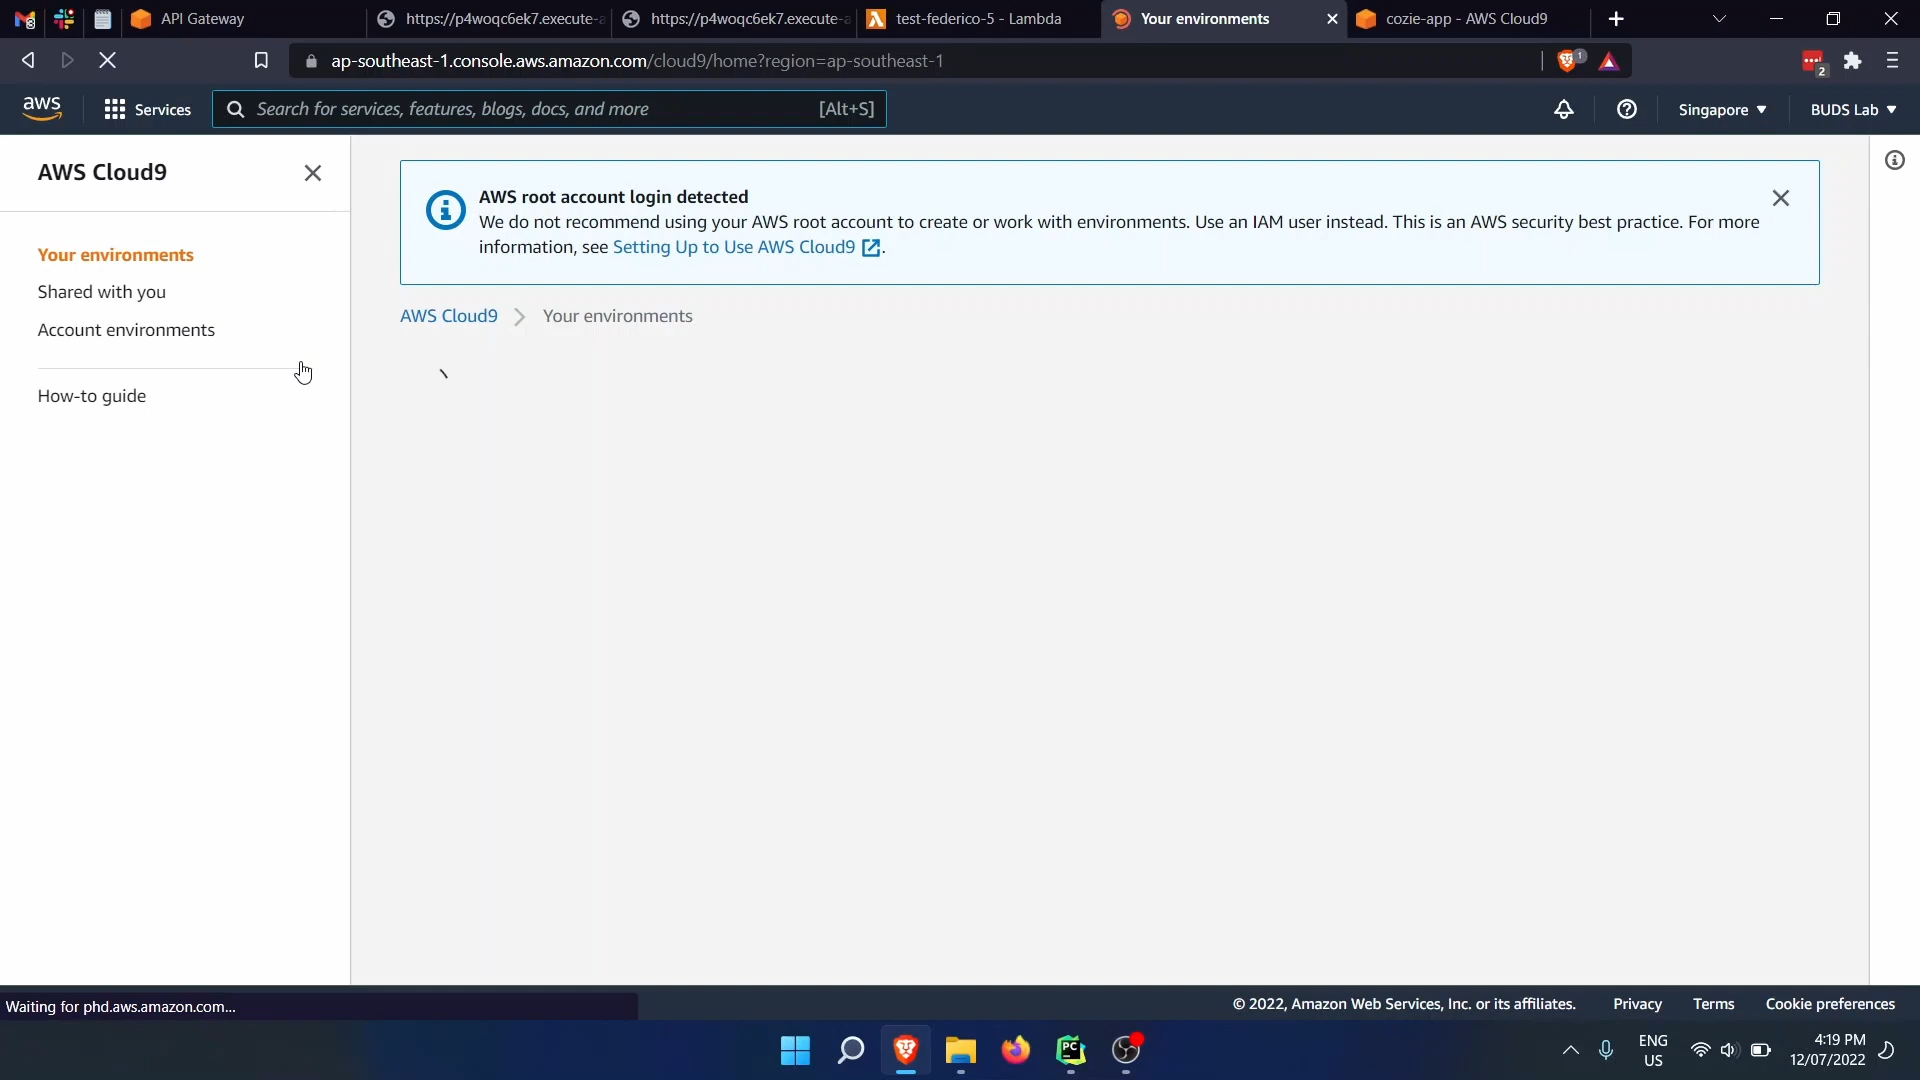 API Gateway
https://p4woqc6ek7.execute-a
https://p4woqc6ek7.execute-a
test-federico-5 - Lambda
Your environments
cozie-app - AWS Cloud9
ap-southeast-1.console.aws.amazon.com/cloud9/home?region=ap-southeast-1
1
2
aws
Services
Search for services, features, blogs, docs, and more
[Alt+S]
Singapore
BUDS Lab
AWS Cloud9
Your environments
Shared with you
Account environments
How-to guide
AWS root account login detected
We do not recommend using your AWS root account to create or work with environments. Use an IAM user instead. This is an AWS security best practice. For more
information, see Setting Up to Use AWS Cloud9 .
AWS Cloud9 > Your environments
Waiting for phd.aws.amazon.com...
© 2022, Amazon Web Services, Inc. or its affiliates.
Privacy
Terms
Cookie preferences
PC
ENG
US
4:19 PM
12/07/2022